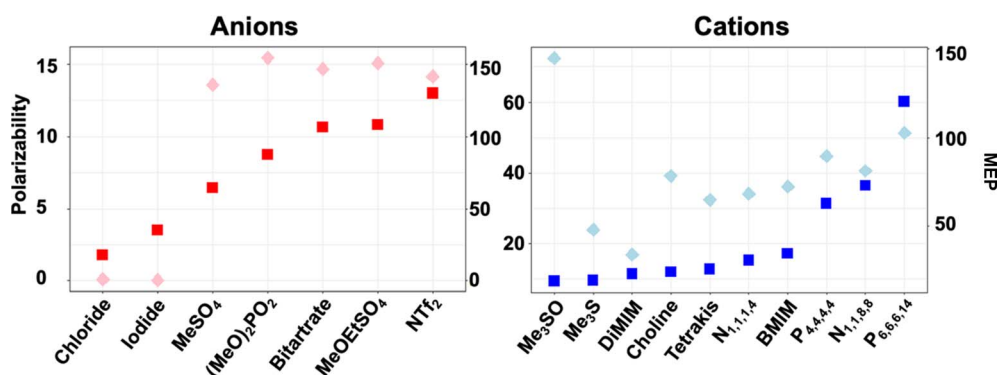 Anions
Cations
Polarizability
15
10
5
0
150
100
50
0
Chloride
Iodide
MeSO₄
(MeO)₂PO₂
Bitartrate
MeOEtSO₄
NTf₂
60
40
20
150
100
50
MEP
Me₃SO
Me₃S
DiMIM
Choline
Tetrakis
N₁,₁,₁,₄
BMIM
P₄,₄,₄,₄
N₁,₁,₈,₈
P₆,₆,₆,₁₄